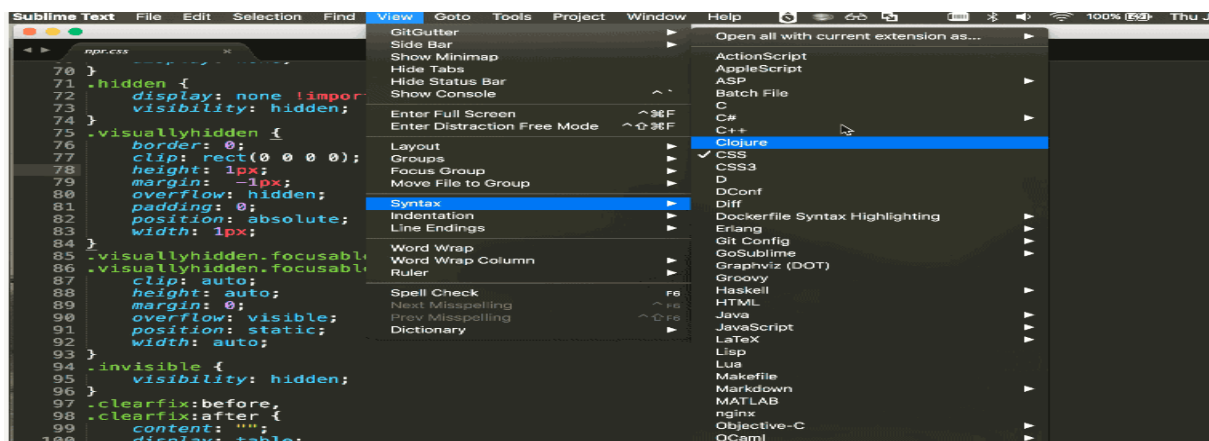 Sublime Text File Edit Selection Find View Goto Tools Project Window Help 100% Thu J
npr.css
70 }
71 .hidden {
72 display: none !impor
73 visibility: hidden;
74 }
75 .visuallyhidden {
76 border: 0;
77 clip: rect(0 0 0 0);
78 height: 1px;
79 margin: -1px;
80 overflow: hidden;
81 padding: 0;
82 position: absolute;
83 width: 1px;
84 }
85 .visuallyhidden.focusabl
86 .visuallyhidden.focusabl
87 clip: auto;
88 height: auto;
89 margin: 0;
90 overflow: visible;
91 position: static;
92 width: auto;
93 }
94 .invisible {
95 visibility: hidden;
96 }
97 .clearfix:before,
98 .clearfix:after {
99 content: "";
100 display: table;
GitGutter
Side Bar
Show Minimap
Hide Tabs
Hide Status Bar
Show Console ^`
Enter Full Screen ^⌘F
Enter Distraction Free Mode ^⇧⌘F
Layout
Groups
Focus Group
Move File to Group
Syntax
Indentation
Line Endings
Word Wrap
Word Wrap Column
Ruler
Spell Check F6
Next Misspelling ^F6
Prev Misspelling ^⇧F6
Dictionary
Open all with current extension as...
ActionScript
AppleScript
ASP
Batch File
C
C#
C++
Clojure
✓ CSS
CSS3
D
DConf
Diff
Dockerfile Syntax Highlighting
Erlang
Git Config
GoSublime
Graphviz (DOT)
Groovy
Haskell
HTML
Java
JavaScript
LaTeX
Lisp
Lua
Makefile
Markdown
MATLAB
nginx
Objective-C
OCaml